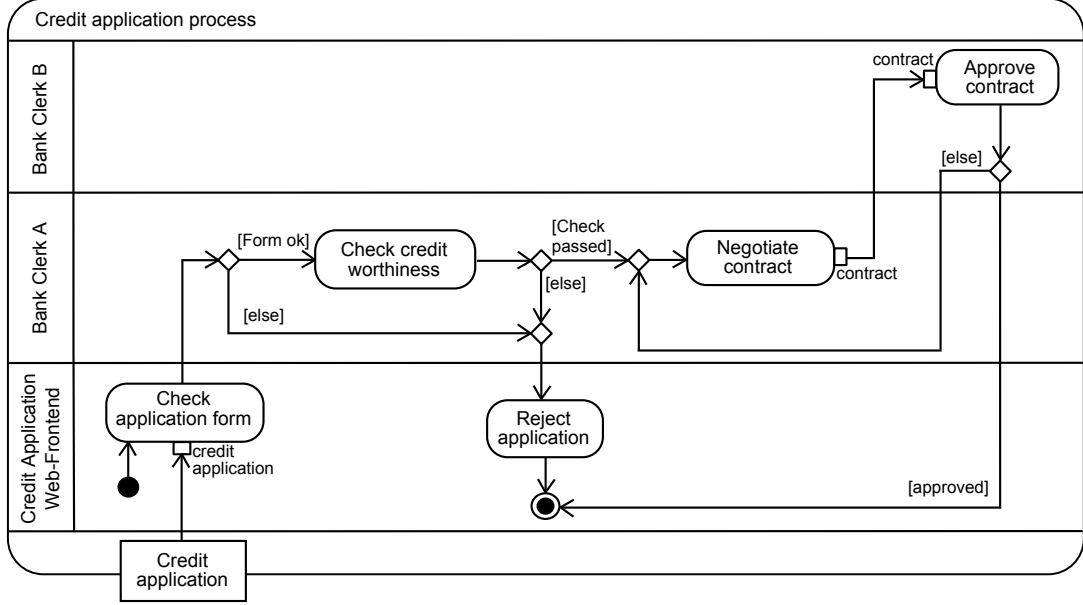 Credit application process
Bank Clerk B
contract
Approve
contract
[else]
Bank Clerk A
[Form ok]
Check credit
worthiness
[Check
passed]
Negotiate
contract
contract
[else]
[else]
Credit Application
Web-Frontend
Check
application form
credit
application
Reject
application
[approved]
Credit
application